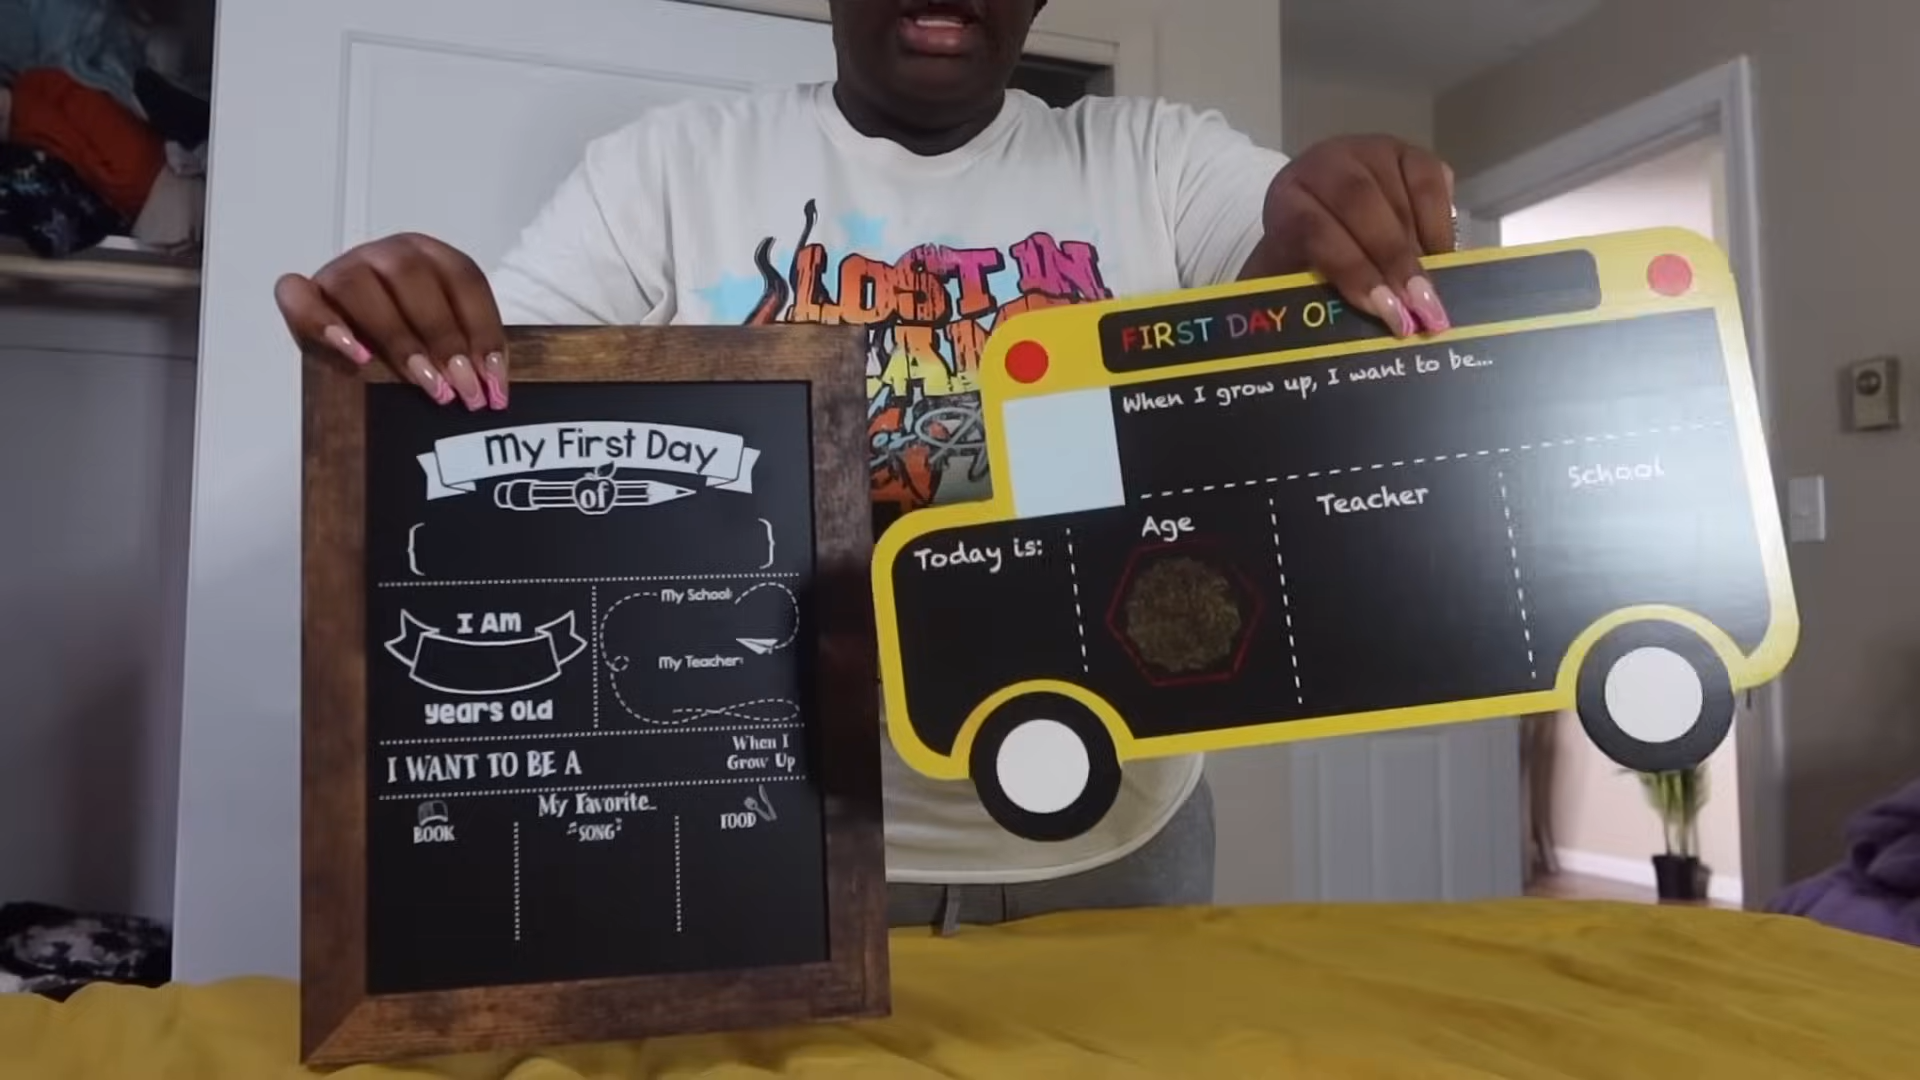 LOST IN
My First Day
of
I AM
years old
My School:
My Teacher:
I WANT TO BE A
When I
Grow Up
My Favorite..
BOOK
SONG
FOOD
FIRST DAY OF
When I grow up, I want to be...
Today is:
Age
Teacher
School